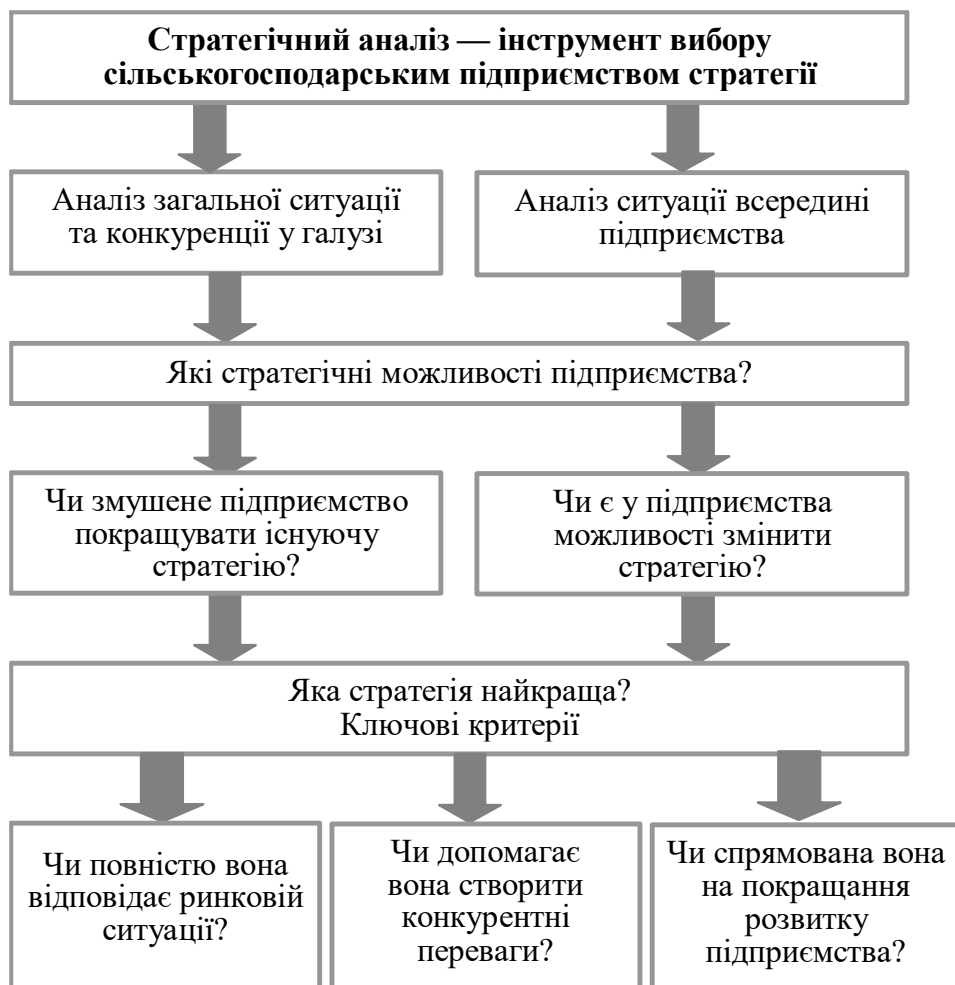 Стратегічний аналіз — інструмент вибору
сільськогосподарським підприємством стратегії
Аналіз загальної ситуації
та конкуренції у галузі
Аналіз ситуації всередині
підприємства
Які стратегічні можливості підприємства?
Чи змушене підприємство
покращувати існуючу
стратегію?
Чи є у підприємства
можливості змінити
стратегію?
Яка стратегія найкраща?
Ключові критерії
Чи повністю вона
відповідає ринковій
ситуації?
Чи допомагає
вона створити
конкурентні
переваги?
Чи спрямована вона
на покращання
розвитку
підприємства?